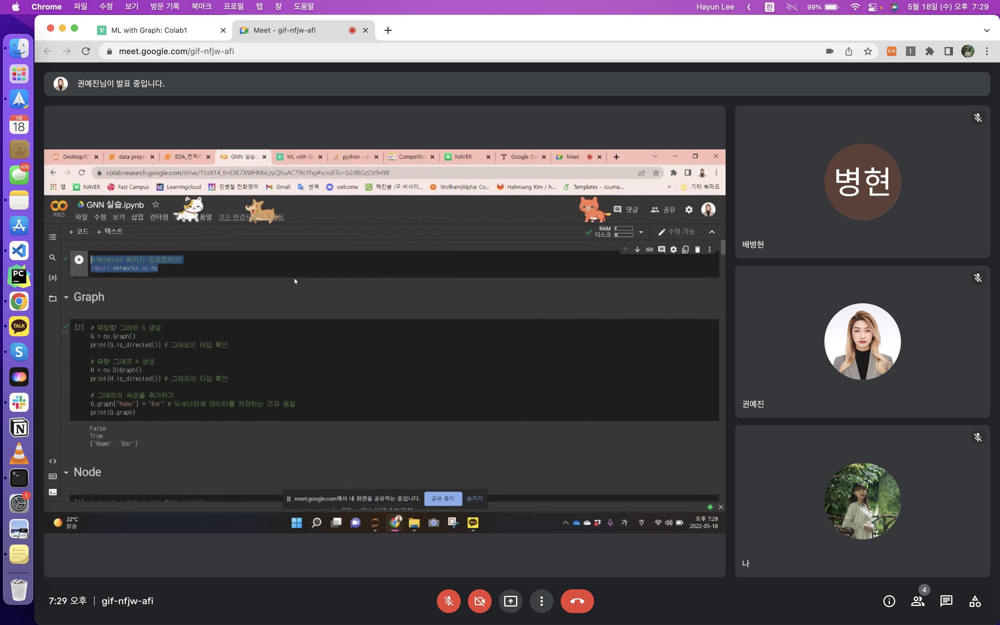 Chrome 파일 수정 보기 방문 기록 북마크 프로필 탭 창 도움말 Hayun Lee 한 99% 5월 18일 (수) 오후 7:29
ML with Graph: Colab1
Meet - gif-nfjw-afi
meet.google.com/gif-nfjw-afi
EX
권예진님이 발표 중입니다.
5월
18
476
PC
TALK
S
N
1
Desktop/ET
data prepr
EDA_전처리
GNN 실습.i
ML with Gr
python - s
Competitio
NAVER
Google Co
Meet -
colab.research.google.com/drive/15zX14_fmDiE7XWHMxLzyQhuAC79IcYhg#scrollTo=b2dBGzOz9vIW
앱 NAVER Fast Campus Learningcloud 민병철 전화영어 Gmail 번역 welcome 헤킨솔 (구 비사이... Wolfram|Alpha: Co... Hahnsang Kim / h... Templates - Journa... » 기타 북마크
CO
PRO
GNN 실습.ipynb
파일 수정 보기 삽입 런타임 움말 모든 변경사
댓글 공유
+ 코드 + 텍스트
RAM
디스크
수정 가능
# NetworkX 패키지 임포트하기
import networkx as nx
Graph
[2] # 무방향 그래프 G 생성
G = nx.Graph()
print(G.is_directed()) # 그래프의 타입 확인
# 유향 그래프 H 생성
H = nx.DiGraph()
print(H.is_directed()) # 그래프의 타입 확인
# 그래프의 속성을 추가하기
G.graph["Name"] = "Bar" # 딕셔너리에 데이터를 저장하는 것과 동일
print(G.graph)
False
True
{'Name': 'Bar'}
Node
meet.google.com에서 내 화면을 공유하는 중입니다. 공유 중지 숨기기
22°C
맑음
TALK
가
오후 7:29
2022-05-18
병현
배병현
권예진
나
7:29 오후 | gif-nfjw-afi
4